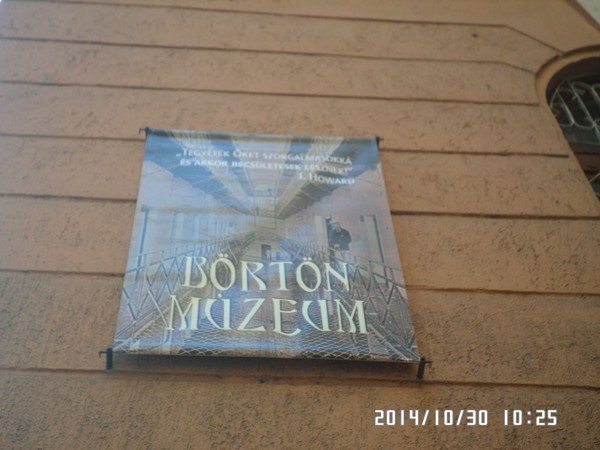 „TEGYÉTEK ŐKET SZORGALMASOKKÁ
ÉS AKKOR BECSÜLETESEK LESZNEK!"
J. HOWARD
BÖRTÖN
MÚZEUM
2014/10/30 10:25